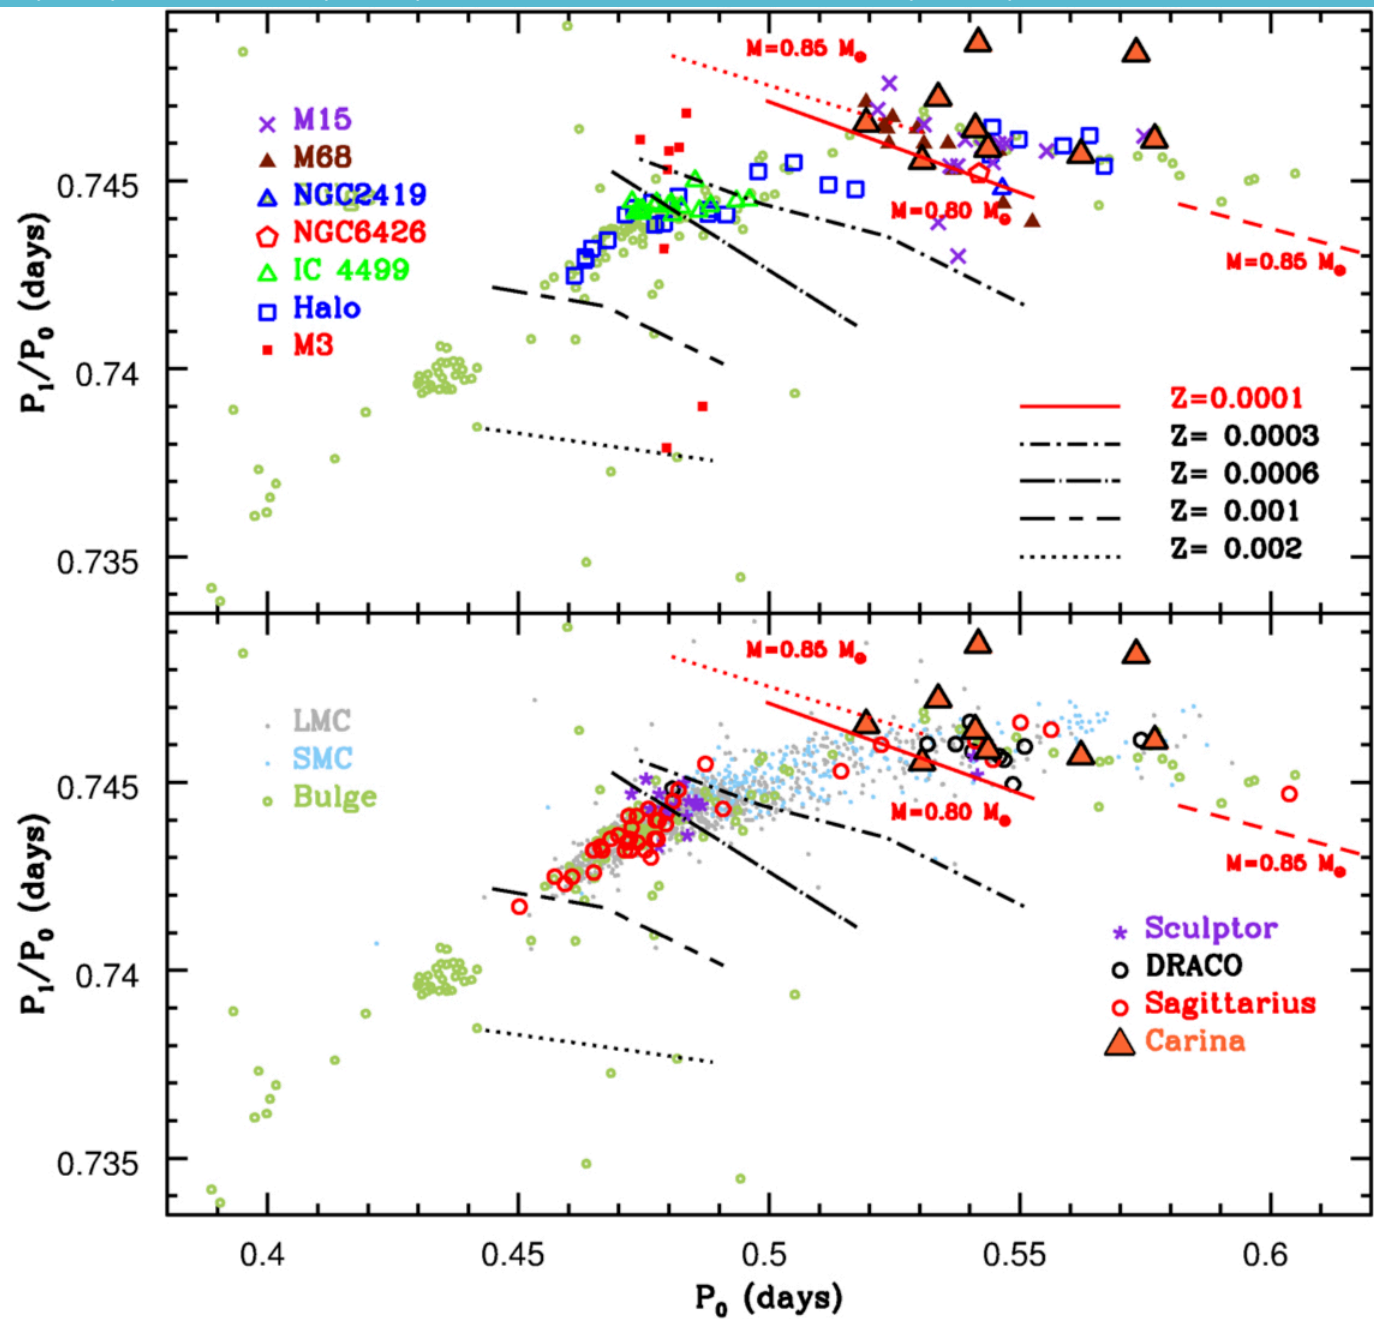 M=0.85 M
M15
M68
NGC2419
NGC6426
IC 4499
Halo
M3
M=0.80 M
M=0.85 M
0.745
0.74
0.735
P1/P0 (days)
Z=0.0001
Z= 0.0003
Z= 0.0006
Z= 0.001
Z= 0.002
M=0.85 M
LMC
SMC
Bulge
M=0.80 M
M=0.85 M
0.745
0.74
0.735
P1/P0 (days)
Sculptor
DRACO
Sagittarius
Carina
0.4 0.45 0.5 0.55 0.6
P0 (days)